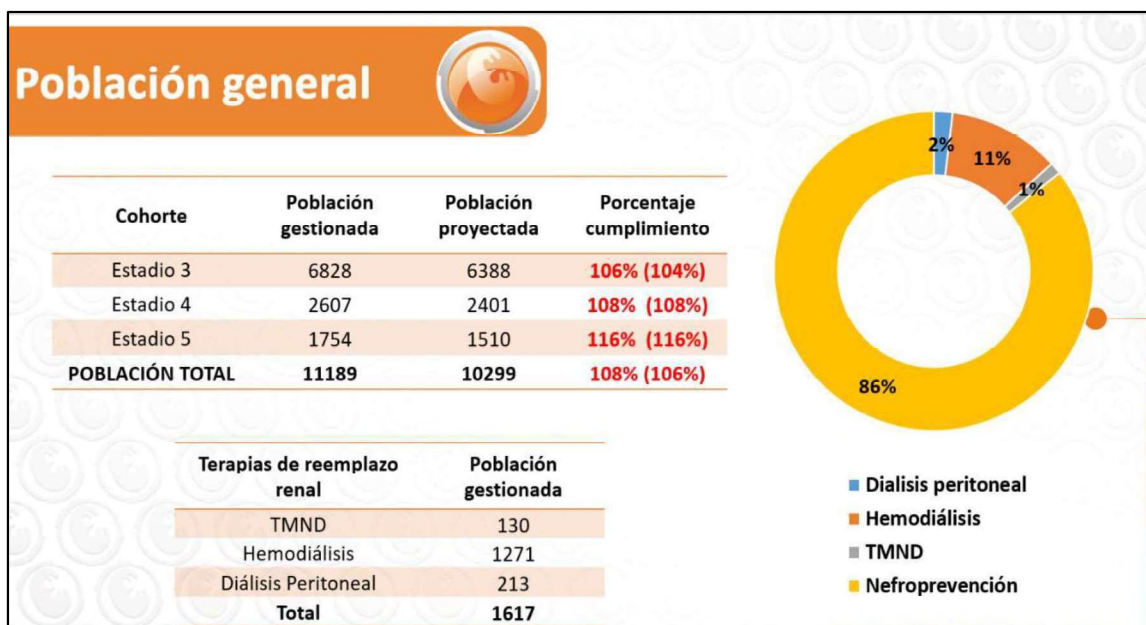 Población general
Cohorte Población gestionada Población proyectada Porcentaje cumplimiento
Estadio 3 6828 6388 106% (104%)
Estadio 4 2607 2401 108% (108%)
Estadio 5 1754 1510 116% (116%)
POBLACIÓN TOTAL 11189 10299 108% (106%)
Terapias de reemplazo renal Población gestionada
TMND 130
Hemodiálisis 1271
Diálisis Peritoneal 213
Total 1617
2%
11%
1%
86%
Dialisis peritoneal
Hemodiálisis
TMND
Nefroprevención